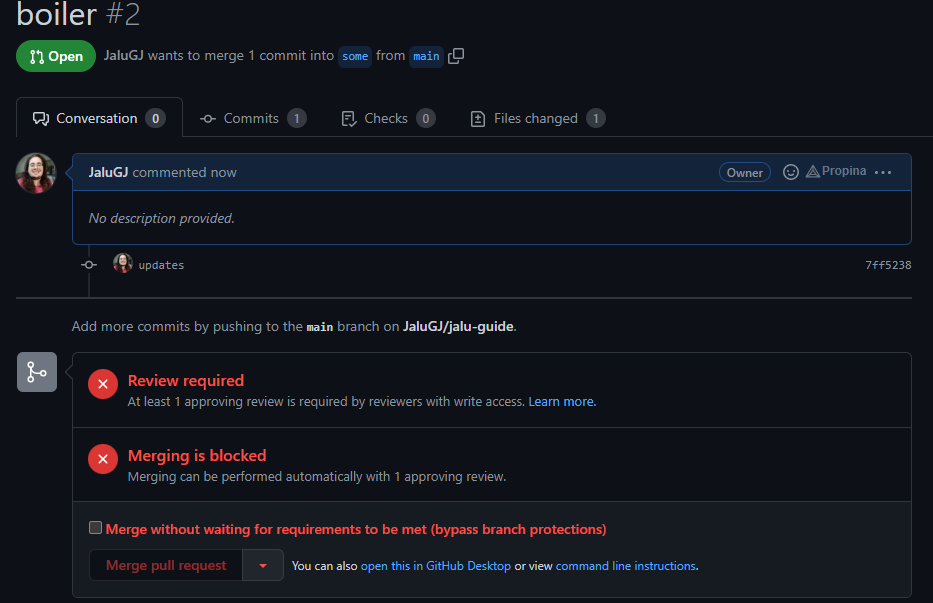 boiler #2
Open JaluGJ wants to merge 1 commit into some from main
Conversation 0 Commits 1 Checks 0 Files changed 1
JaluGJ commented now Owner Propina ...
No description provided.
updates 7ff5238
Add more commits by pushing to the main branch on JaluGJ/jalu-guide.
Review required
At least 1 approving review is required by reviewers with write access. Learn more.
Merging is blocked
Merging can be performed automatically with 1 approving review.
Merge without waiting for requirements to be met (bypass branch protections)
Merge pull request You can also open this in GitHub Desktop or view command line instructions.